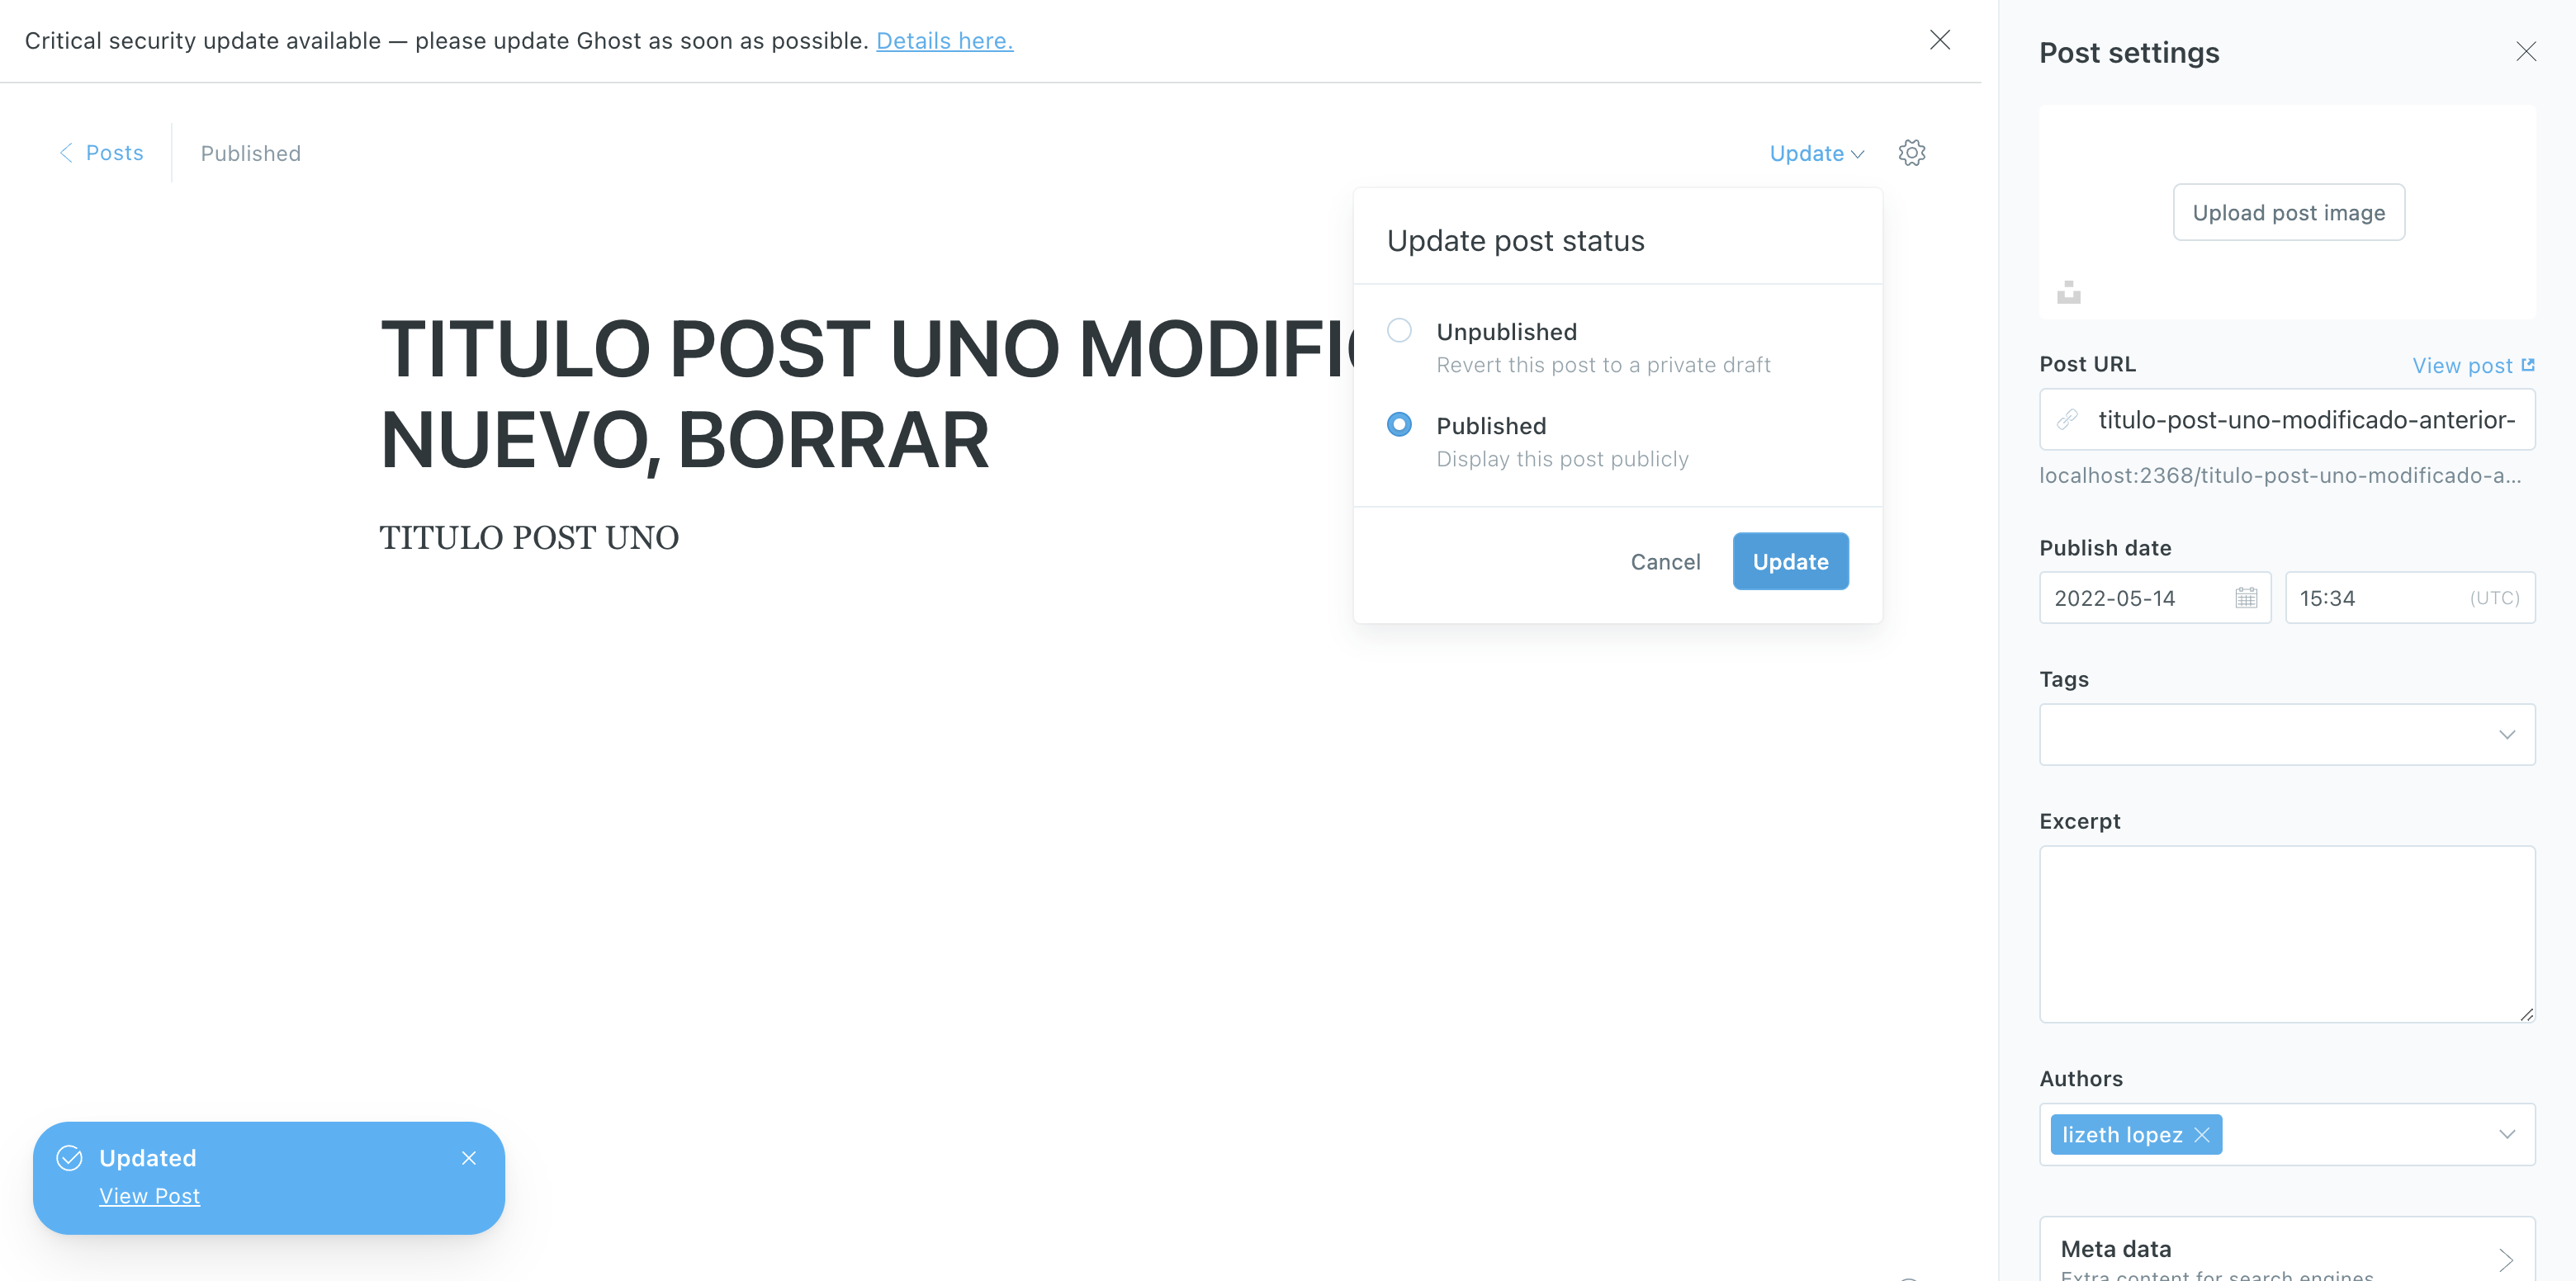 Critical security update available — please update Ghost as soon as possible. Details here.
Posts
Published
Update
TITULO POST UNO
NUEVO, BORRAR
TITULO POST UNO
Update post status
Unpublished
Revert this post to a private draft
Published
Display this post publicly
Cancel
Update
Updated
View Post
Post settings
Upload post image
Post URL
View post
titulo-post-uno-modificado-anterior-
localhost:2368/titulo-post-uno-modificado-a...
Publish date
2022-05-14
15:34
(UTC)
Tags
Excerpt
Authors
lizeth lopez
Meta data
Extra content for search engines